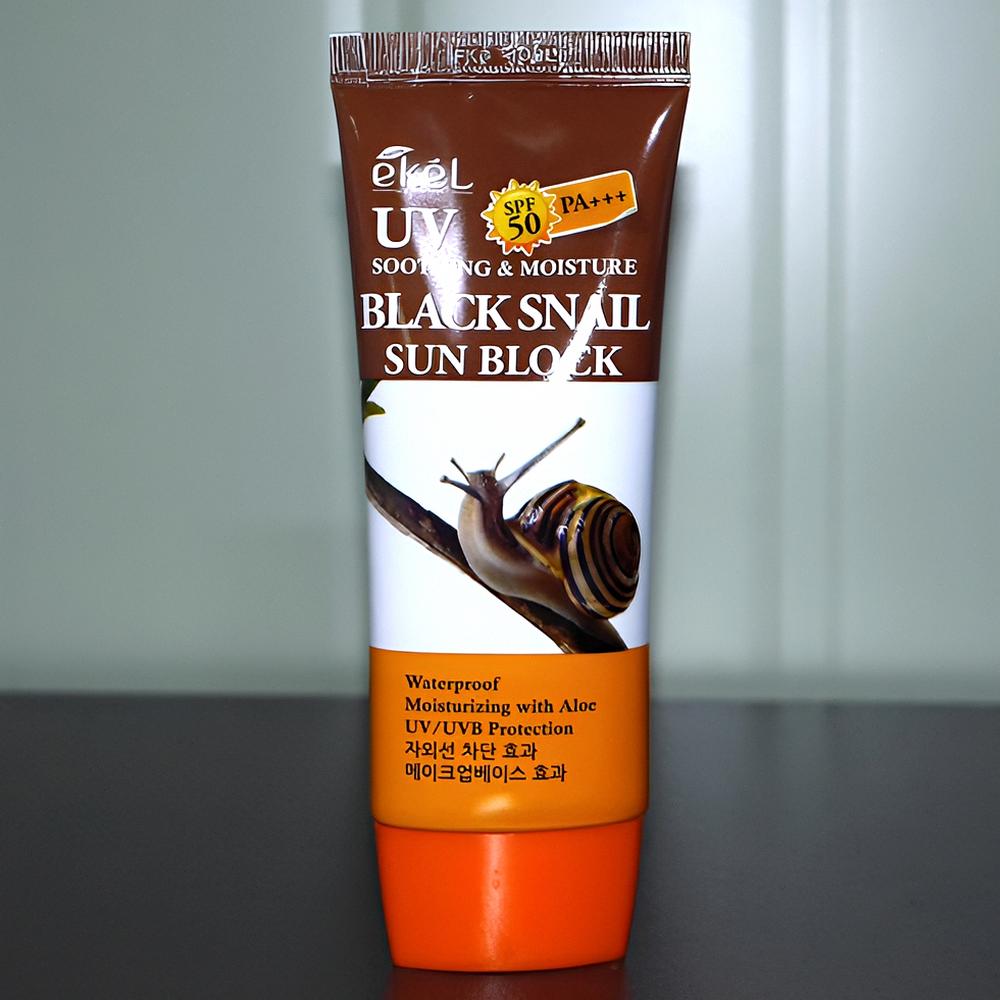 ékéL
UV
SPF
50
PA+++
SOOTHING & MOISTURE
BLACK SNAIL
SUN BLOCK
Waterproof
Moisturizing with Aloe
UV/UVB Protection
자외선 차단 효과
메이크업베이스 효과